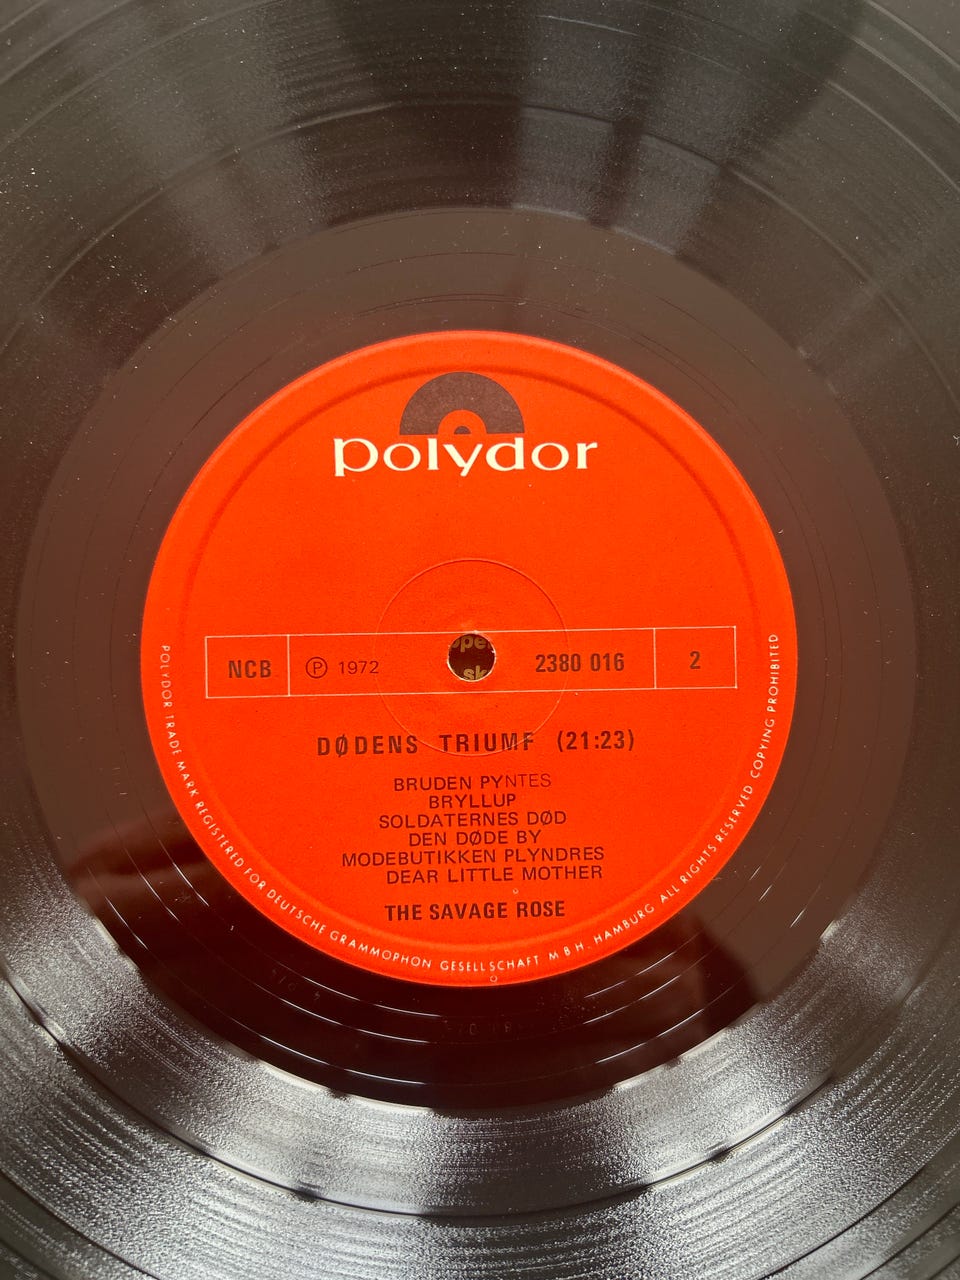 polydor
NCB
Ⓟ 1972
2380 016
2
DØDENS TRIUMF (21:23)
BRUDEN PYNTES
BRYLLUP
SOLDATERNES DØD
DEN DØDE BY
MODEBUTIKKEN PLYNDRES
DEAR LITTLE MOTHER
THE SAVAGE ROSE
POLYDOR TRADE MARK REGISTERED FOR DEUTSCHE GRAMMOPHON GESELLSCHAFT M B H. HAMBURG ALL RIGHTS RESERVED COPYING PROHIBITED